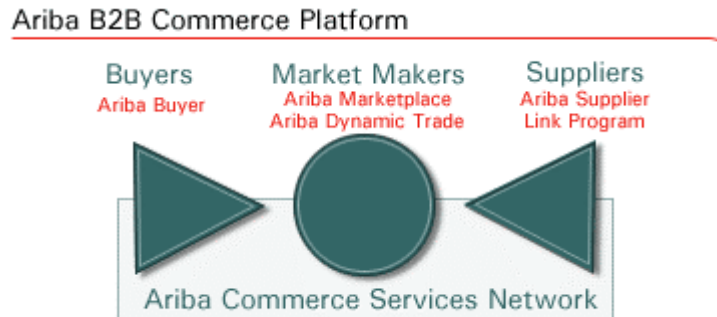 Ariba B2B Commerce Platform
Buyers
Ariba Buyer
Market Makers
Ariba Marketplace
Ariba Dynamic Trade
Suppliers
Ariba Supplier
Link Program
Ariba Commerce Services Network